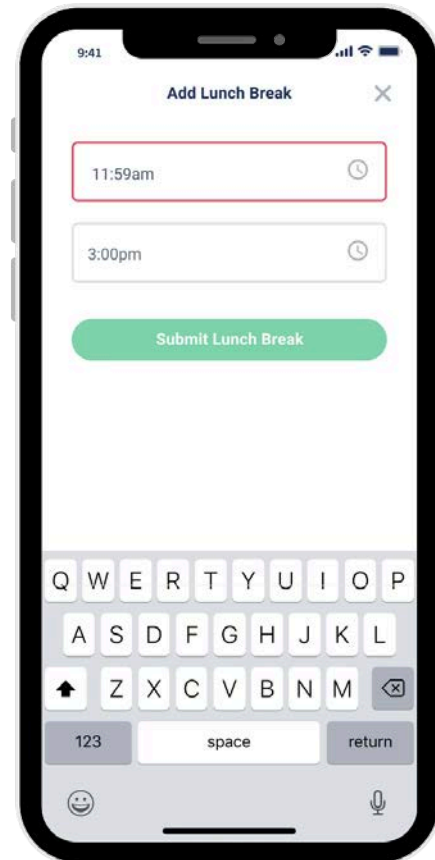 9:41
Add Lunch Break
11:59am
3:00pm
Submit Lunch Break
Q W E R T Y U I O P
A S D F G H J K L
Z X C V B N M
123 space return